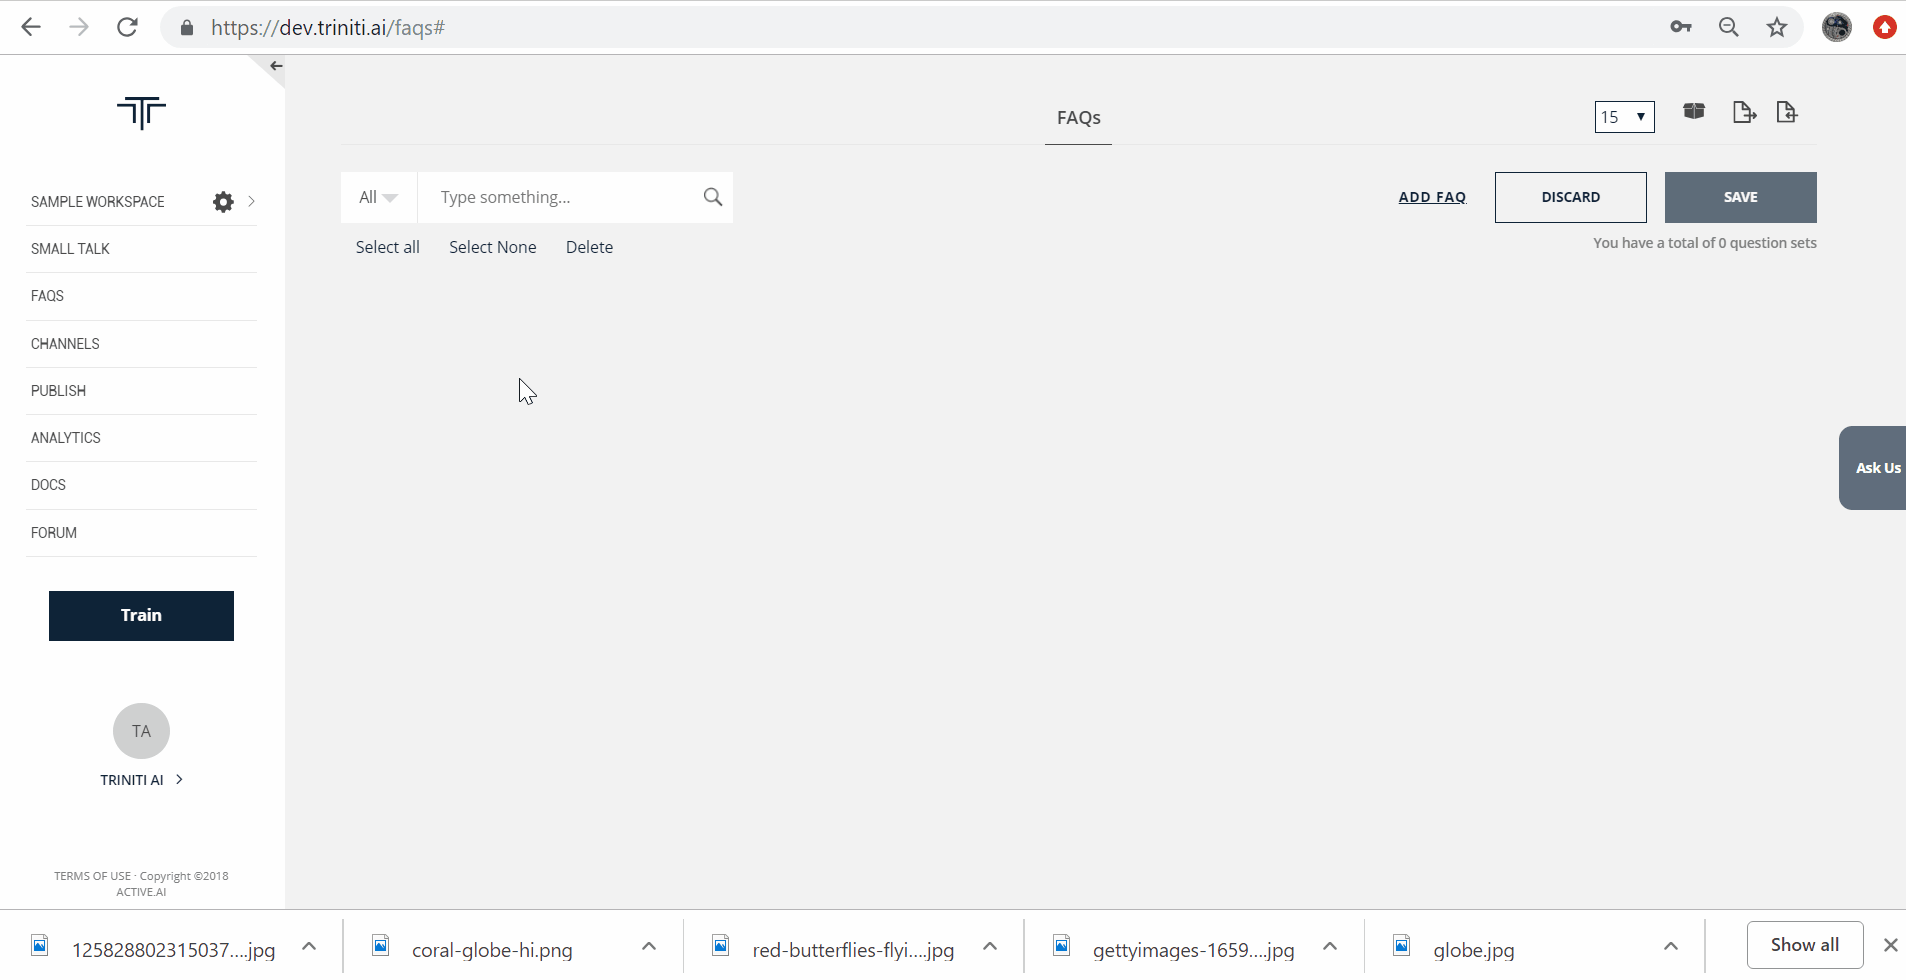 https://dev.triniti.ai/faqs#
FAQs
15
SAMPLE WORKSPACE
SMALL TALK
FAQS
CHANNELS
PUBLISH
ANALYTICS
DOCS
FORUM
Train
TA
TRINITI AI
TERMS OF USE · Copyright ©2018
ACTIVE.AI
All
Type something...
ADD FAQ
DISCARD
SAVE
Select all
Select None
Delete
You have a total of 0 question sets
Ask Us
125828802315037....jpg
coral-globe-hi.png
red-butterflies-flyi....jpg
gettyimages-1659....jpg
globe.jpg
Show all